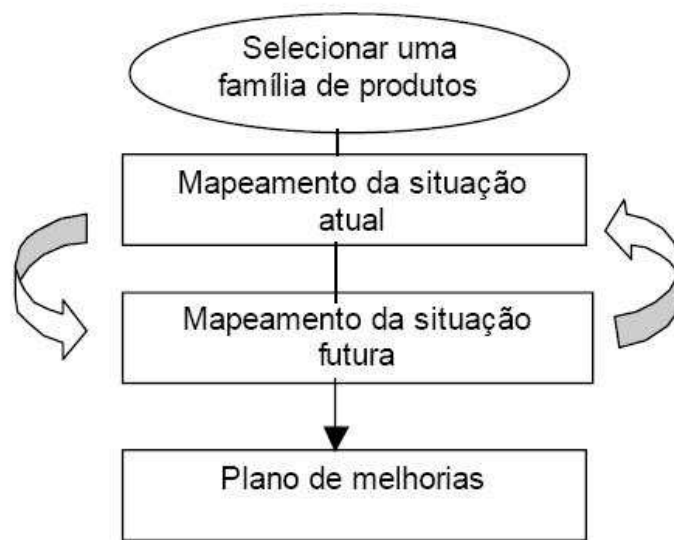 Selecionar uma
família de produtos
Mapeamento da situação
atual
Mapeamento da situação
futura
Plano de melhorias